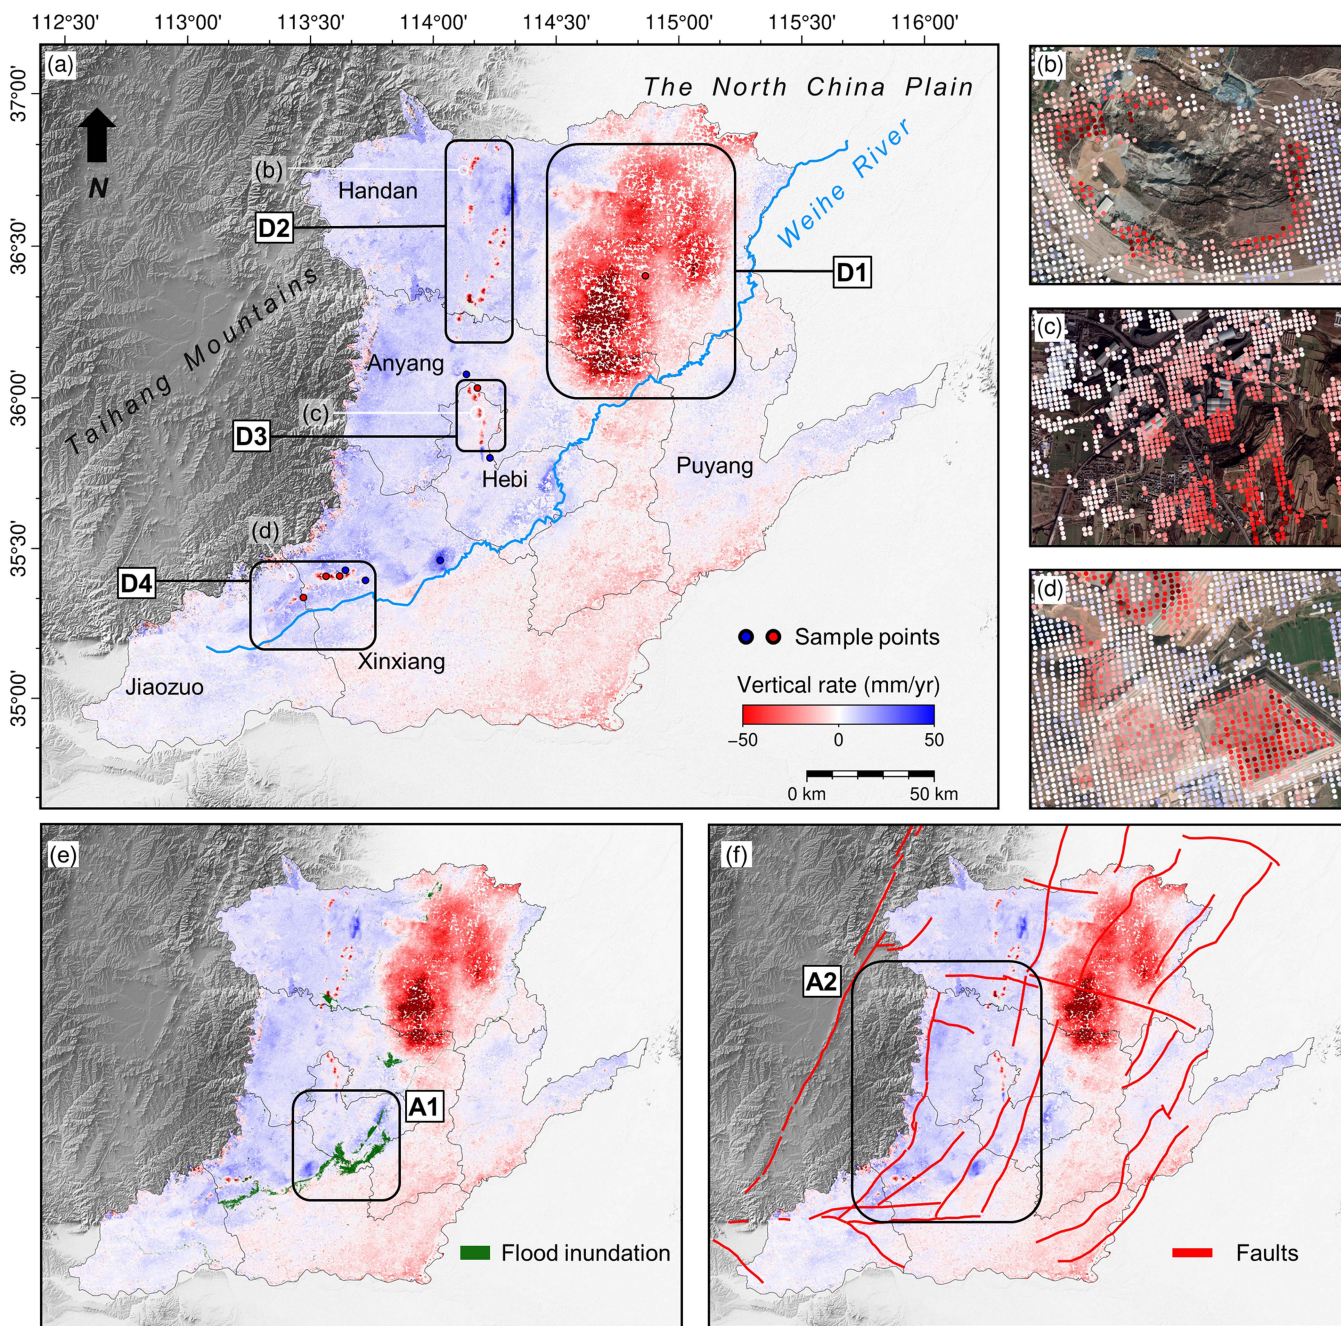 112°30' 113°00' 113°30' 114°00' 114°30' 115°00' 115°30' 116°00'
37°00'
36°30'
36°00'
35°30'
35°00'
(a)
The North China Plain
N
Weihe River
Taihang Mountains
(b)
Handan
D2
D1
Anyang
(c)
D3
Hebi
Puyang
(d)
D4
Xinxiang
Jiaozuo
Sample points
Vertical rate (mm/yr)
−50 0 50
0 km 50 km
(b)
(c)
(d)
(e)
A1
Flood inundation
(f)
A2
Faults